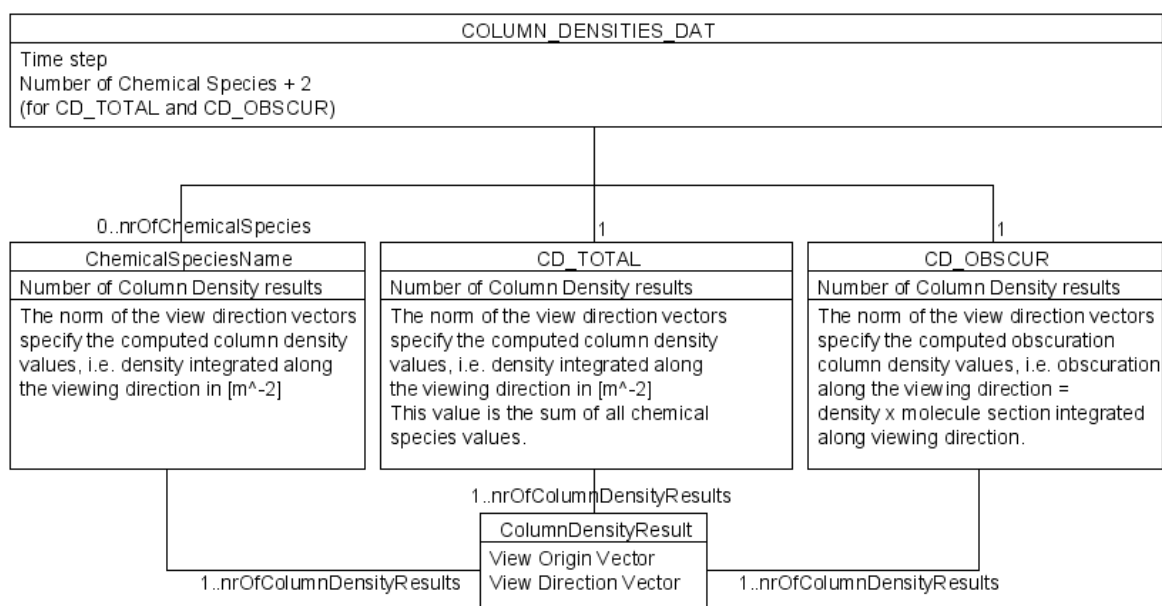 COLUMN_DENSITIES_DAT
Time step
Number of Chemical Species + 2
(for CD_TOTAL and CD_OBSCUR)
0..nrOfChemicalSpecies
1
1
ChemicalSpeciesName
Number of Column Density results
The norm of the view direction vectors
specify the computed column density
values, i.e. density integrated along
the viewing direction in [m^-2]
CD_TOTAL
Number of Column Density results
The norm of the view direction vectors
specify the computed column density
values, i.e. density integrated along
the viewing direction in [m^-2]
This value is the sum of all chemical
species values.
CD_OBSCUR
Number of Column Density results
The norm of the view direction vectors
specify the computed obscuration
column density values, i.e. obscuration
along the viewing direction =
density x molecule section integrated
along viewing direction.
1..nrOfColumnDensityResults
ColumnDensityResult
View Origin Vector
View Direction Vector
1..nrOfColumnDensityResults
1..nrOfColumnDensityResults